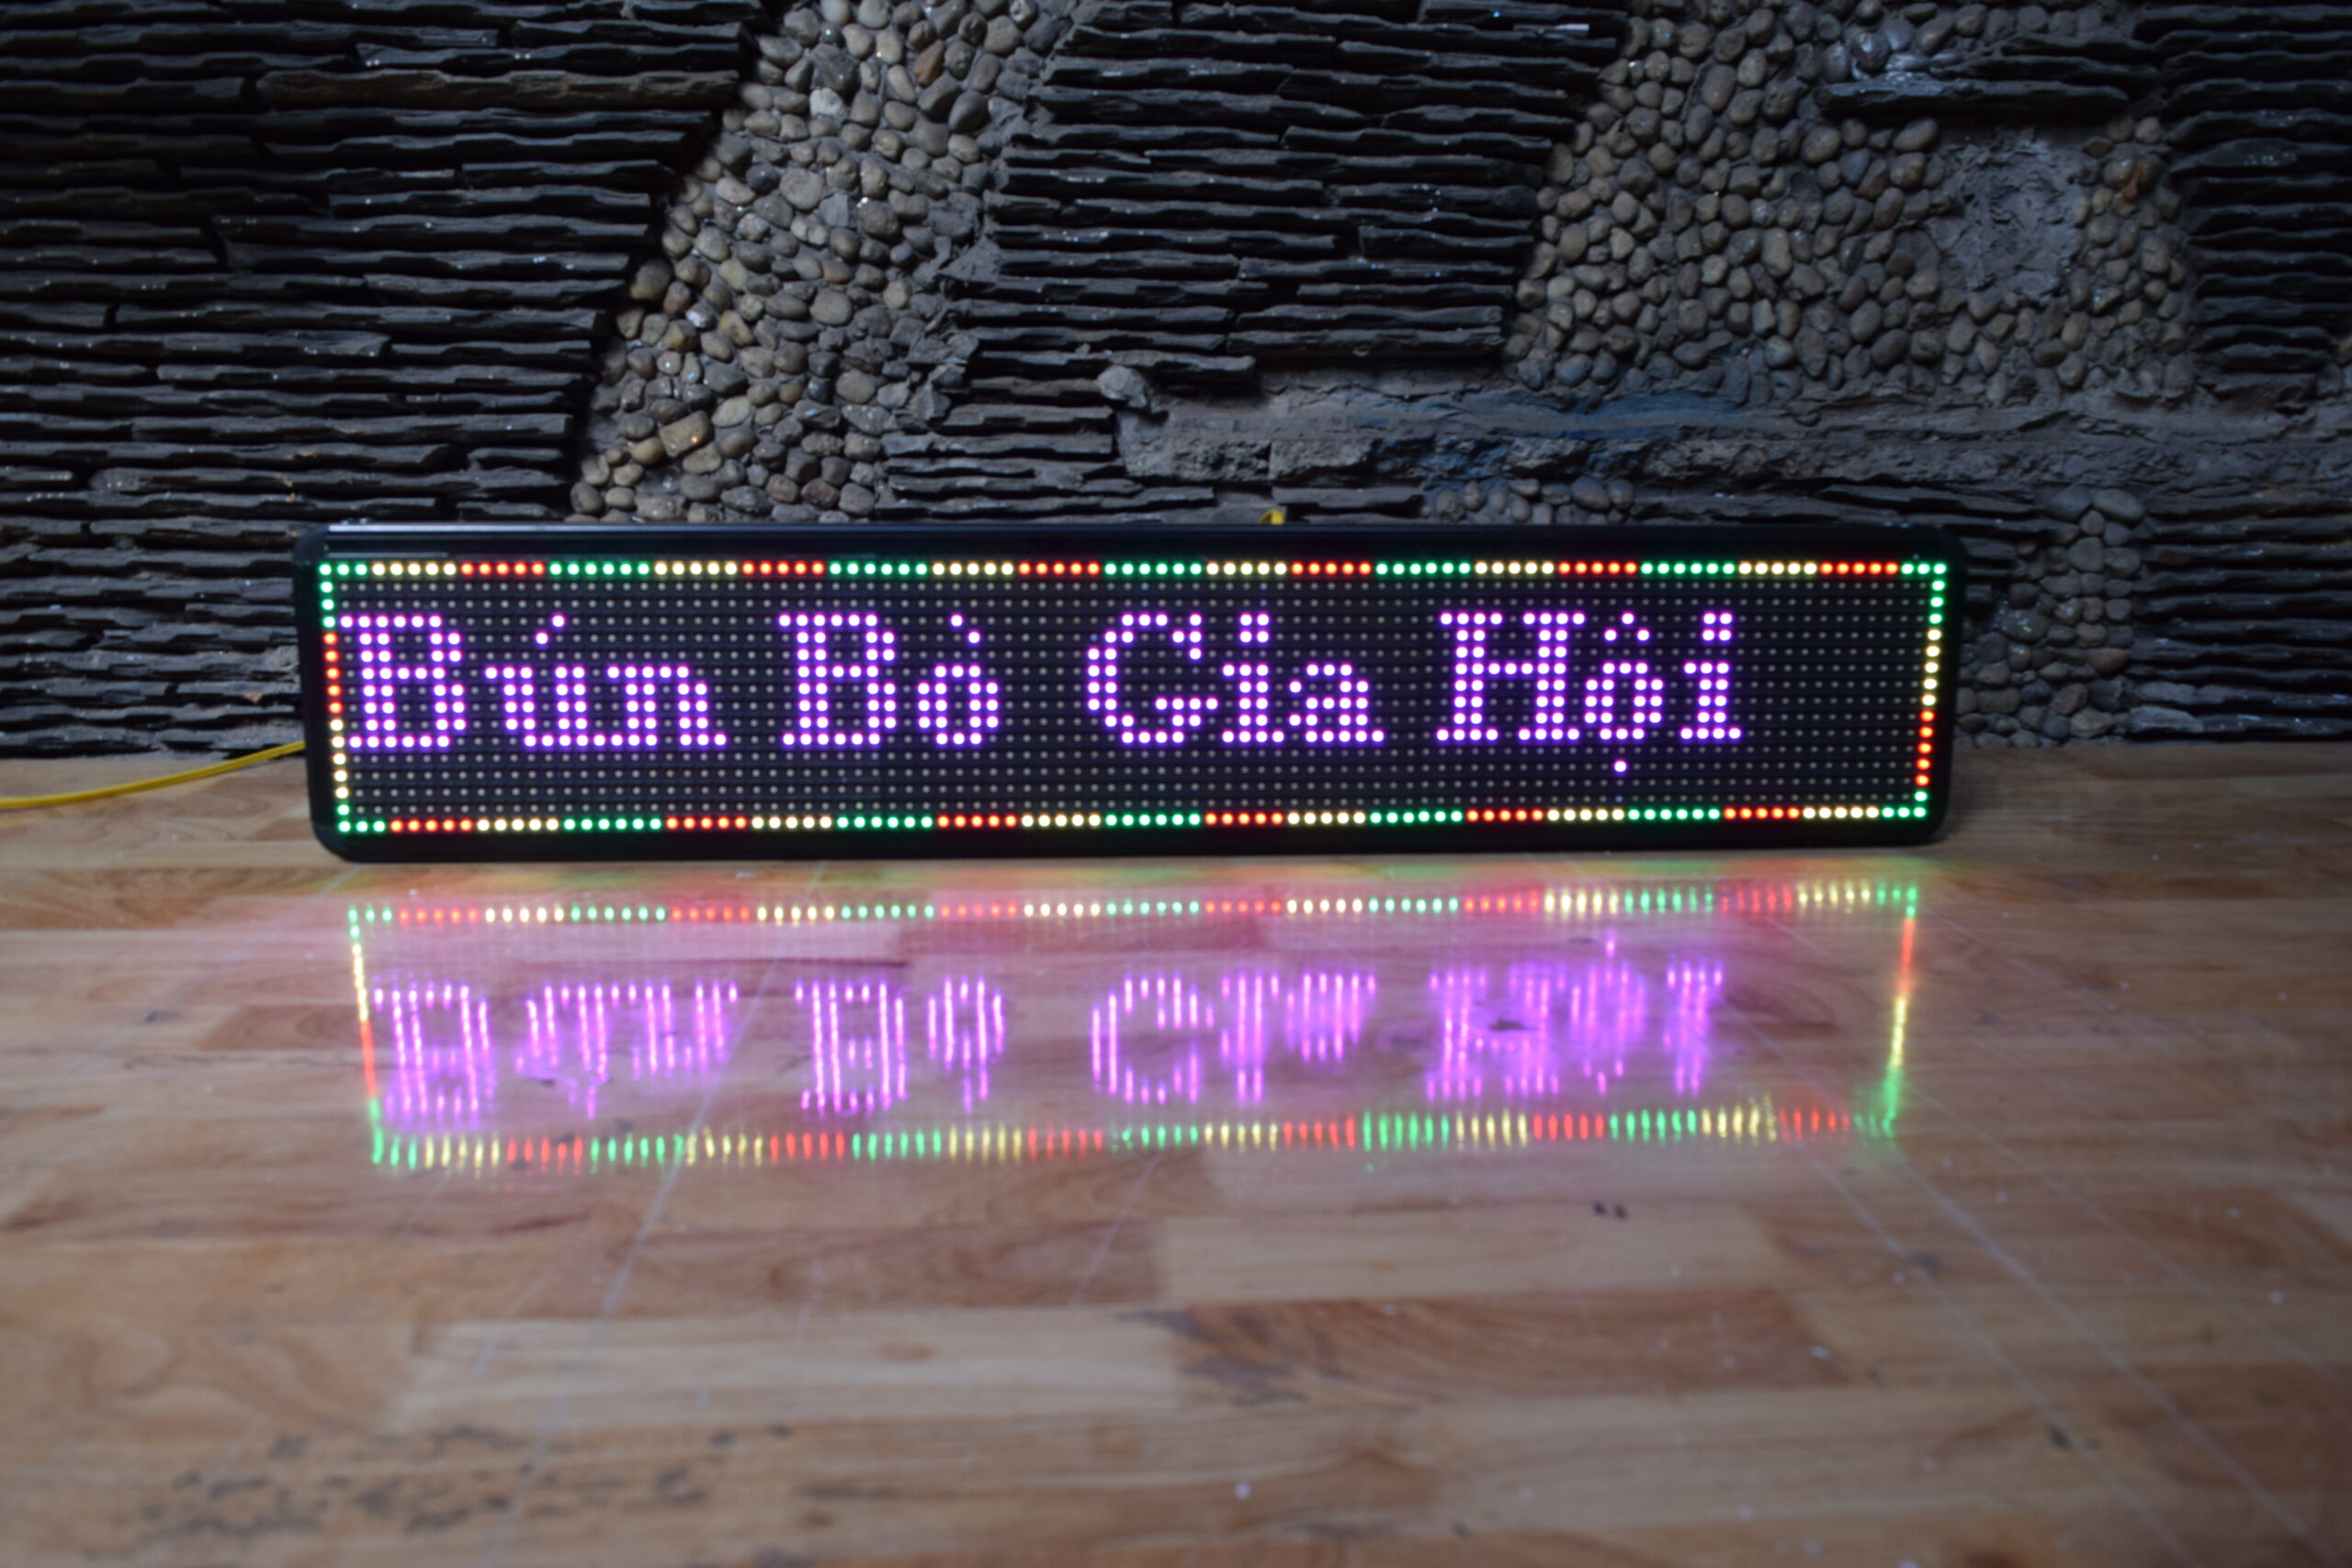 Bún Bò Gia Hội